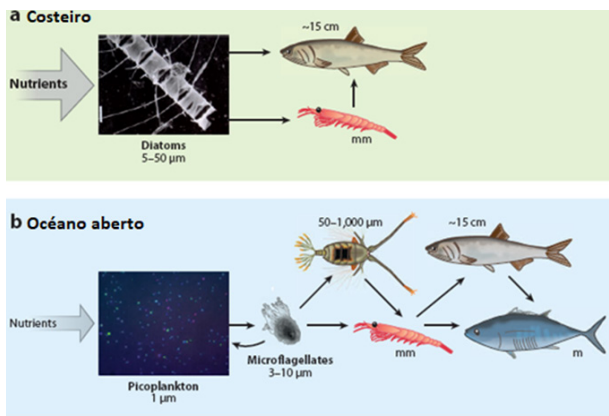 a Costeiro
~15 cm
Nutrients
mm
Diatoms
5–50 µm
b Océano aberto
50–1,000 µm
~15 cm
Nutrients
Microflagellates
3–10 µm
mm
m
Picoplankton
1 µm